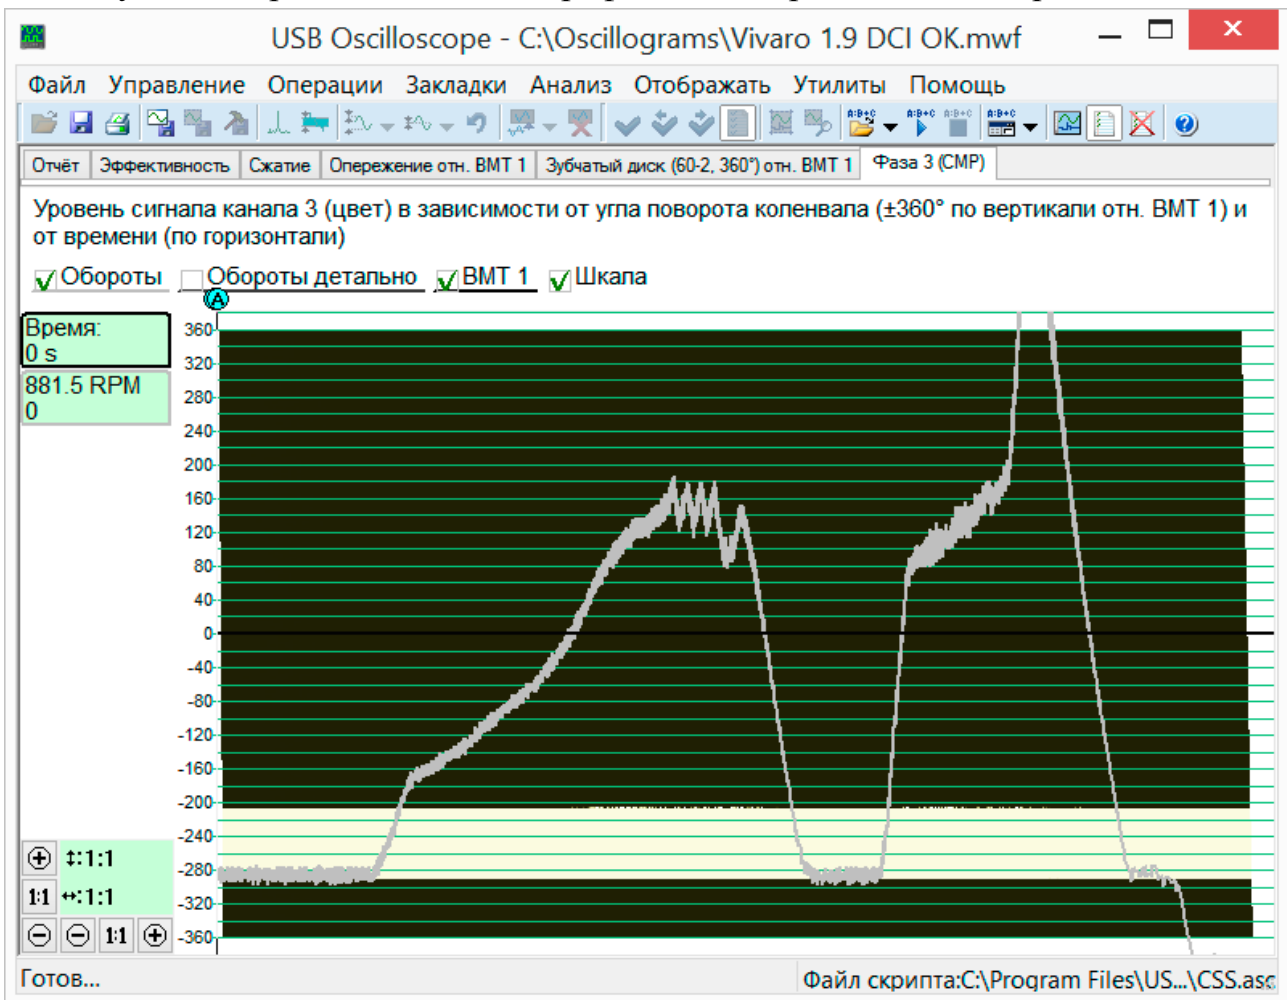 USB Oscilloscope - C:\Oscillograms\Vivaro 1.9 DCI OK.mwf
Файл Управление Операции Закладки Анализ Отображать Утилиты Помощь
A:B+C A:B+C A:B+C A:B+C
Отчёт Эффективность Сжатие Опережение отн. ВМТ 1 Зубчатый диск (60-2, 360°) отн. ВМТ 1 Фаза 3 (CMP)
Уровень сигнала канала 3 (цвет) в зависимости от угла поворота коленвала (±360° по вертикали отн. ВМТ 1) и
от времени (по горизонтали)
Обороты Обороты детально ВМТ 1 Шкала
A
Время:
0 s
881.5 RPM
0
360
320
280
240
200
160
120
80
40
0
-40
-80
-120
-160
-200
-240
-280
-320
-360
1:1
1:1 1:1
1:1
Готов...
Файл скрипта:C:\Program Files\US...\CSS.asc